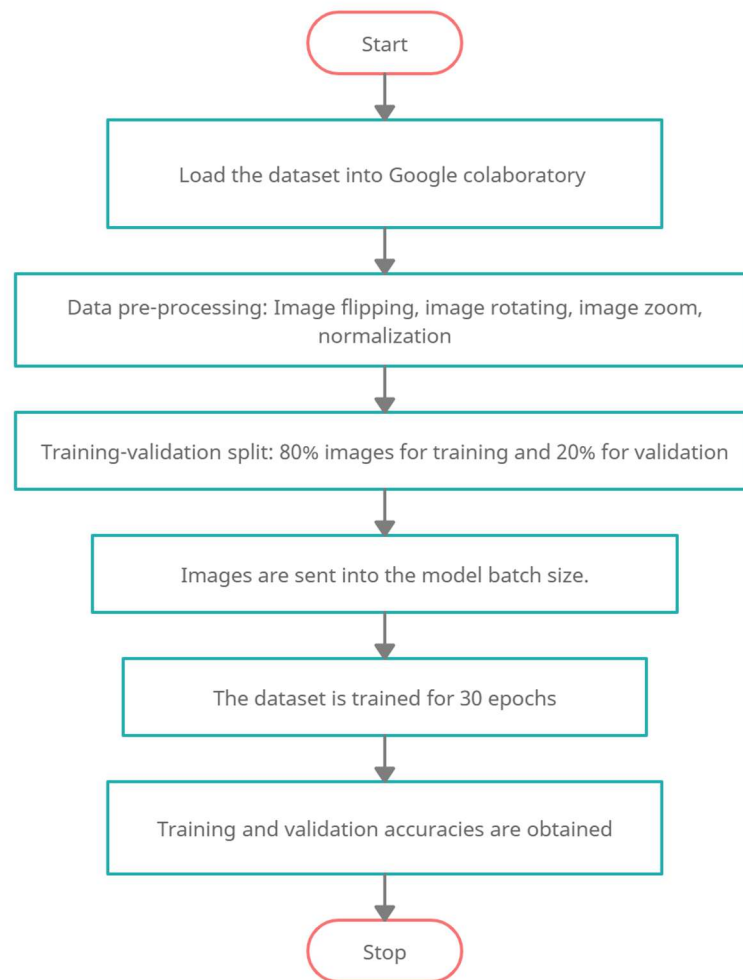 Start
Load the dataset into Google colaboratory
Data pre-processing: Image flipping, image rotating, image zoom,
normalization
Training-validation split: 80% images for training and 20% for validation
Images are sent into the model batch size.
The dataset is trained for 30 epochs
Training and validation accuracies are obtained
Stop